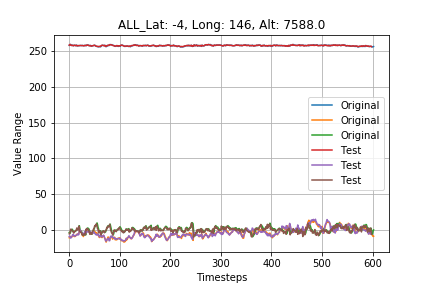 ALL_Lat: -4, Long: 146, Alt: 7588.0
250
200
150
100
50
0
Value Range
Original
Original
Original
Test
Test
Test
0 100 200 300 400 500 600
Timesteps